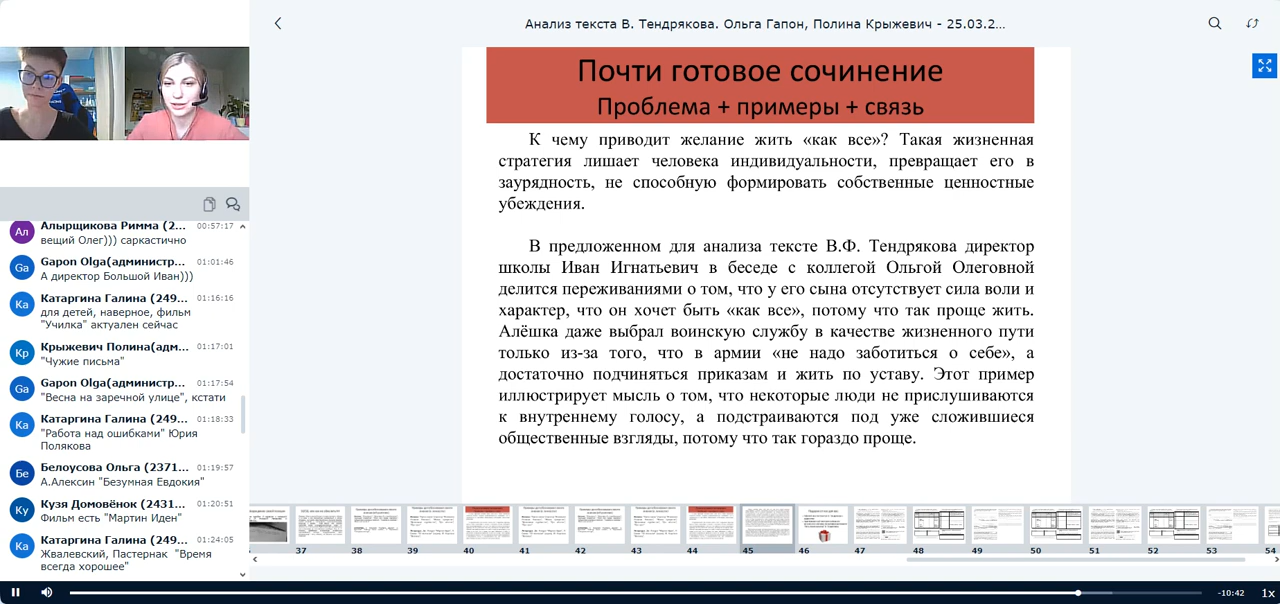 Анализ текста В. Тендрякова. Ольга Гапон, Полина Крыжевич - 25.03.2...
Почти готовое сочинение
Проблема + примеры + связь
К чему приводит желание жить «как все»? Такая жизненная
стратегия лишает человека индивидуальности, превращает его в
заурядность, не способную формировать собственные ценностные
убеждения.
В предложенном для анализа тексте В.Ф. Тендрякова директор
школы Иван Игнатьевич в беседе с коллегой Ольгой Олеговной
делится переживаниями о том, что у его сына отсутствует сила воли и
характер, что он хочет быть «как все», потому что так проще жить.
Алёшка даже выбрал воинскую службу в качестве жизненного пути
только из-за того, что в армии «не надо заботиться о себе», а
достаточно подчиняться приказам и жить по уставу. Этот пример
иллюстрирует мысль о том, что некоторые люди не прислушиваются
к внутреннему голосу, а подстраиваются под уже сложившиеся
общественные взгляды, потому что так гораздо проще.
Ал
Алырщикова Римма (2... 00:57:17
вещий Олег))) саркастично
Ga
Gapon Olga(администр... 01:01:46
А директор Большой Иван)))
Ка
Катаргина Галина (249... 01:16:16
для детей, наверное, фильм
"Училка" актуален сейчас
Кр
Крыжевич Полина(адм... 01:17:01
"Чужие письма"
Ga
Gapon Olga(администр... 01:17:54
"Весна на заречной улице", кстати
Ка
Катаргина Галина (249... 01:18:33
"Работа над ошибками" Юрия
Полякова
Бе
Белоусова Ольга (2371... 01:19:57
А.Алексин "Безумная Евдокия"
Ку
Кузя Домовёнок (2431... 01:20:51
Фильм есть "Мартин Иден"
Ка
Катаргина Галина (249... 01:24:05
Жвалевский, Пастернак "Время
всегда хорошее"
37 38 39 40 41 42 43 44 45 46 47 48 49 50 51 52 53 54
-10:42 1x